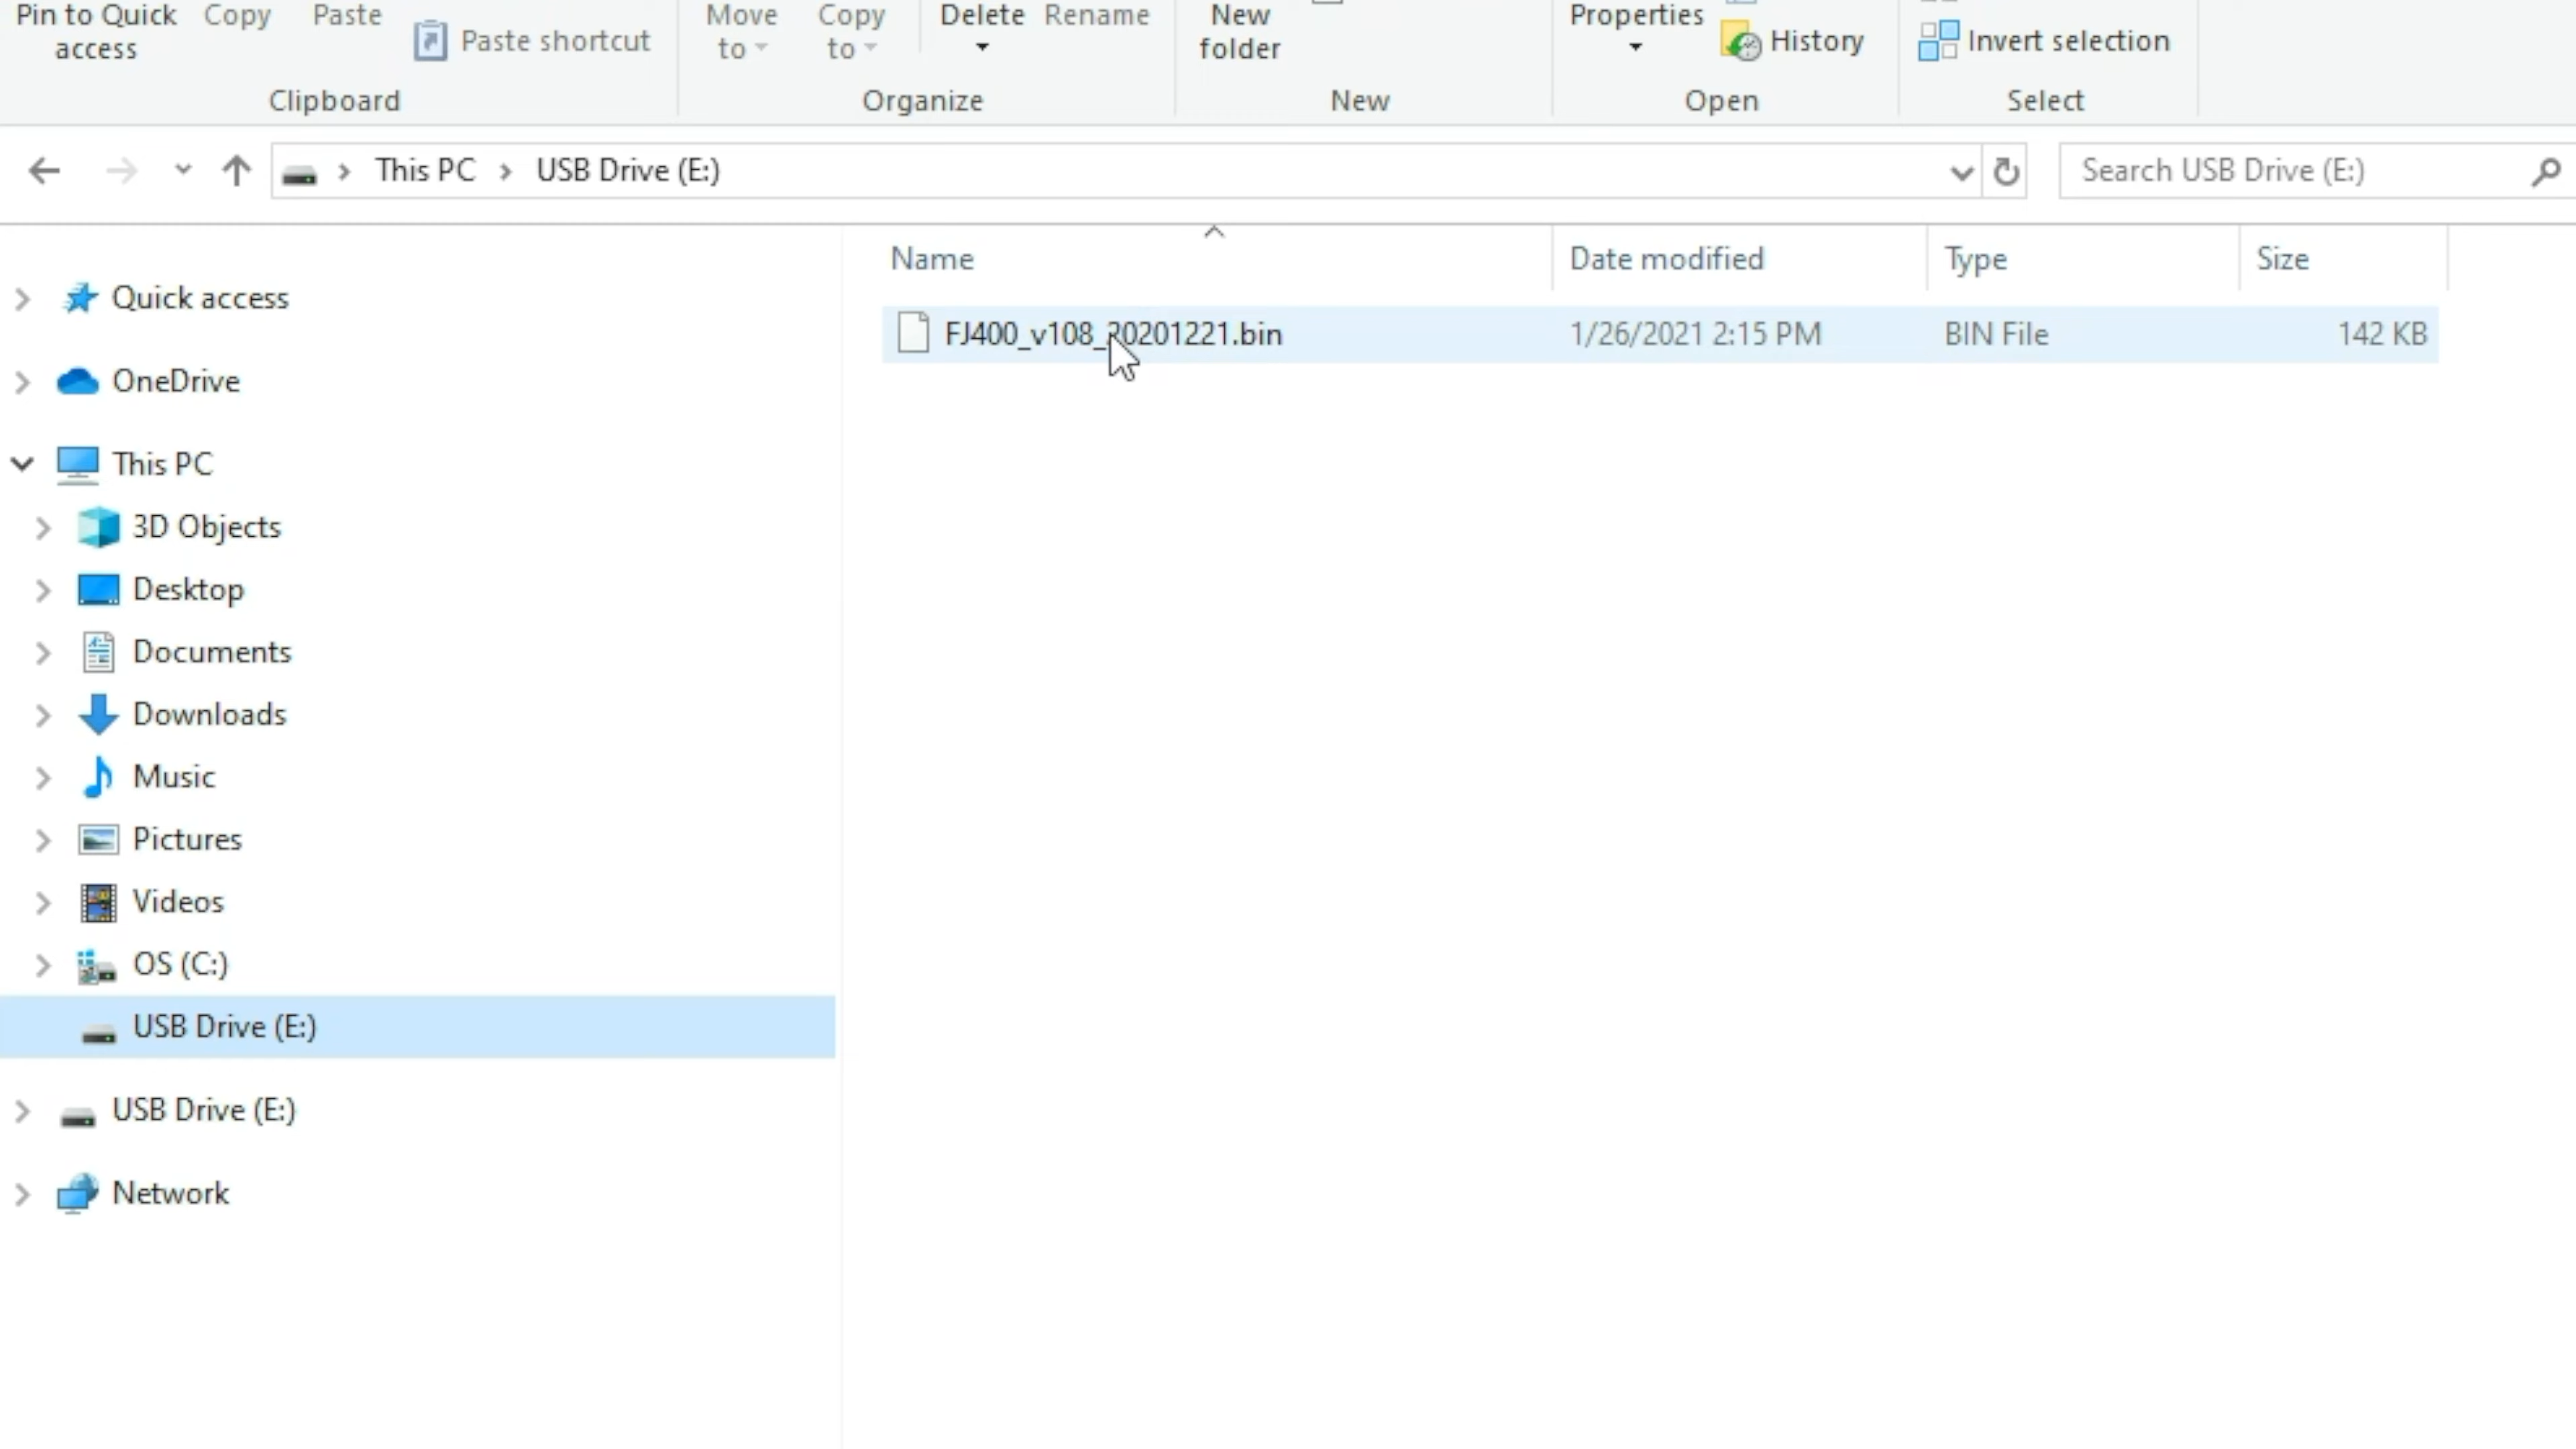 Pin to Quick access
Copy
Paste
Paste shortcut
Move to
Copy to
Delete
Rename
New folder
Properties
History
Invert selection
Clipboard
Organize
New
Open
Select
This PC
USB Drive (E:)
Search USB Drive (E:)
Name
Date modified
Type
Size
FJ400_v108_20201221.bin
1/26/2021 2:15 PM
BIN File
142 KB
Quick access
OneDrive
This PC
3D Objects
Desktop
Documents
Downloads
Music
Pictures
Videos
OS (C:)
USB Drive (E:)
USB Drive (E:)
Network